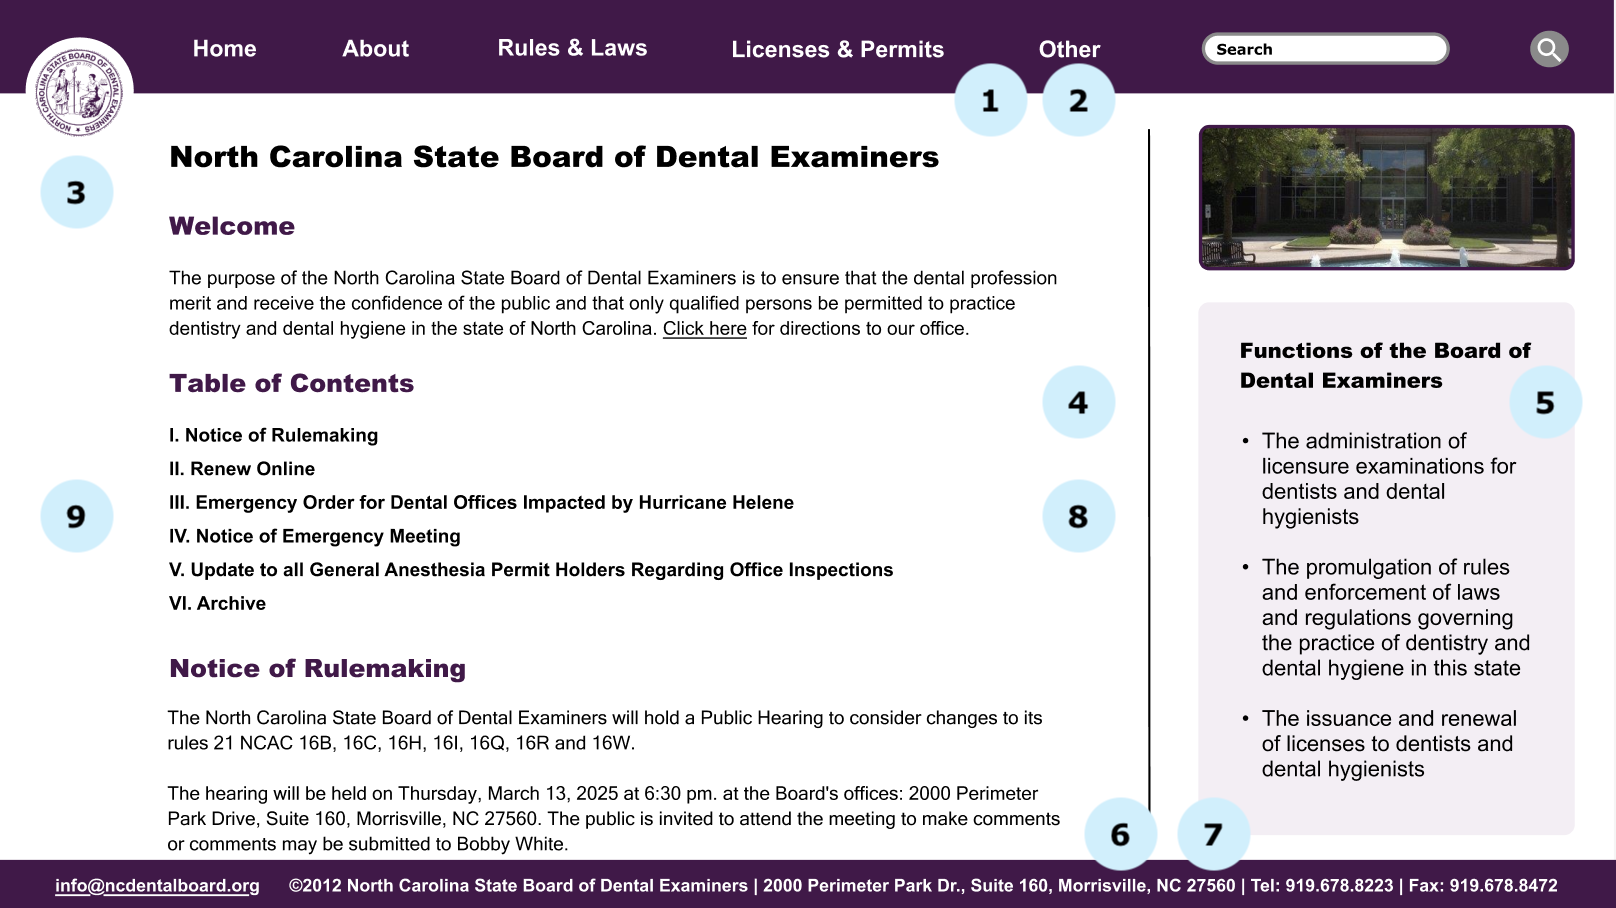 Home About Rules & Laws Licenses & Permits Other Search
NORTH CAROLINA STATE BOARD OF DENTAL EXAMINERS
1 2
North Carolina State Board of Dental Examiners
3
Welcome
The purpose of the North Carolina State Board of Dental Examiners is to ensure that the dental profession
merit and receive the confidence of the public and that only qualified persons be permitted to practice
dentistry and dental hygiene in the state of North Carolina. Click here for directions to our office.
Table of Contents
4
I. Notice of Rulemaking
II. Renew Online
III. Emergency Order for Dental Offices Impacted by Hurricane Helene
9
8
IV. Notice of Emergency Meeting
V. Update to all General Anesthesia Permit Holders Regarding Office Inspections
VI. Archive
Notice of Rulemaking
The North Carolina State Board of Dental Examiners will hold a Public Hearing to consider changes to its
rules 21 NCAC 16B, 16C, 16H, 16I, 16Q, 16R and 16W.
The hearing will be held on Thursday, March 13, 2025 at 6:30 pm. at the Board's offices: 2000 Perimeter
Park Drive, Suite 160, Morrisville, NC 27560. The public is invited to attend the meeting to make comments
or comments may be submitted to Bobby White.
Functions of the Board of
Dental Examiners
5
• The administration of
licensure examinations for
dentists and dental
hygienists
• The promulgation of rules
and enforcement of laws
and regulations governing
the practice of dentistry and
dental hygiene in this state
• The issuance and renewal
of licenses to dentists and
dental hygienists
6 7
info@ncdentalboard.org ©2012 North Carolina State Board of Dental Examiners | 2000 Perimeter Park Dr., Suite 160, Morrisville, NC 27560 | Tel: 919.678.8223 | Fax: 919.678.8472